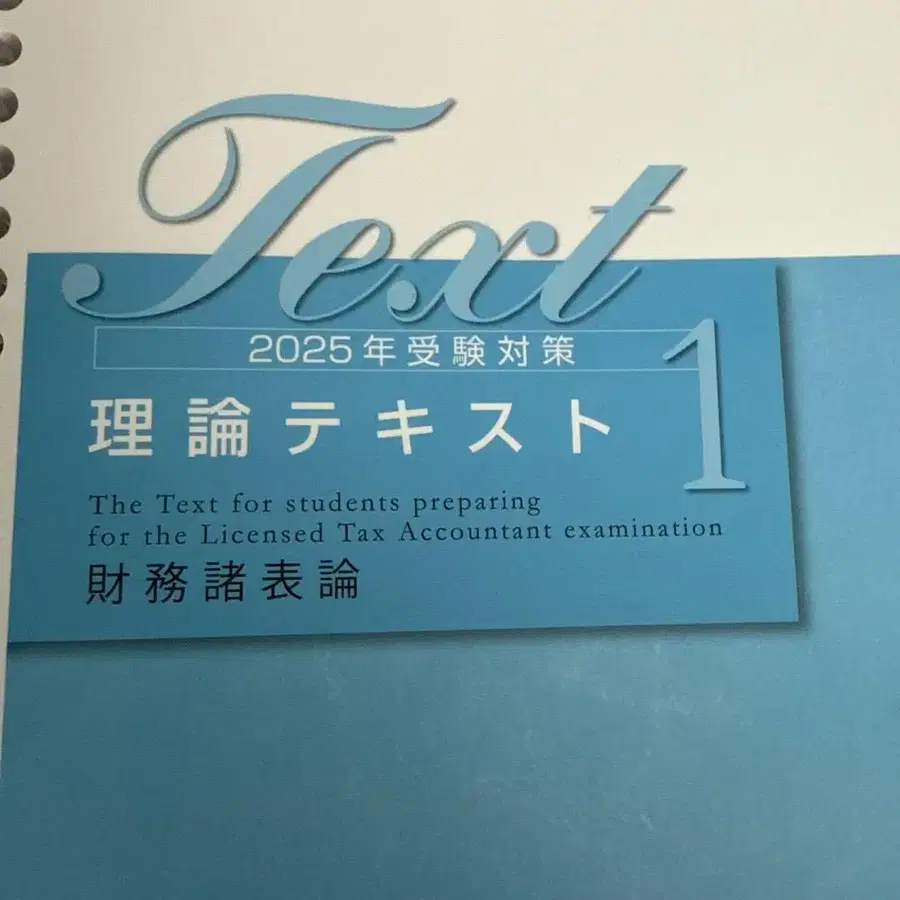 Text
2025年受験対策
理論テキスト 1
The Text for students preparing
for the Licensed Tax Accountant examination
財務諸表論